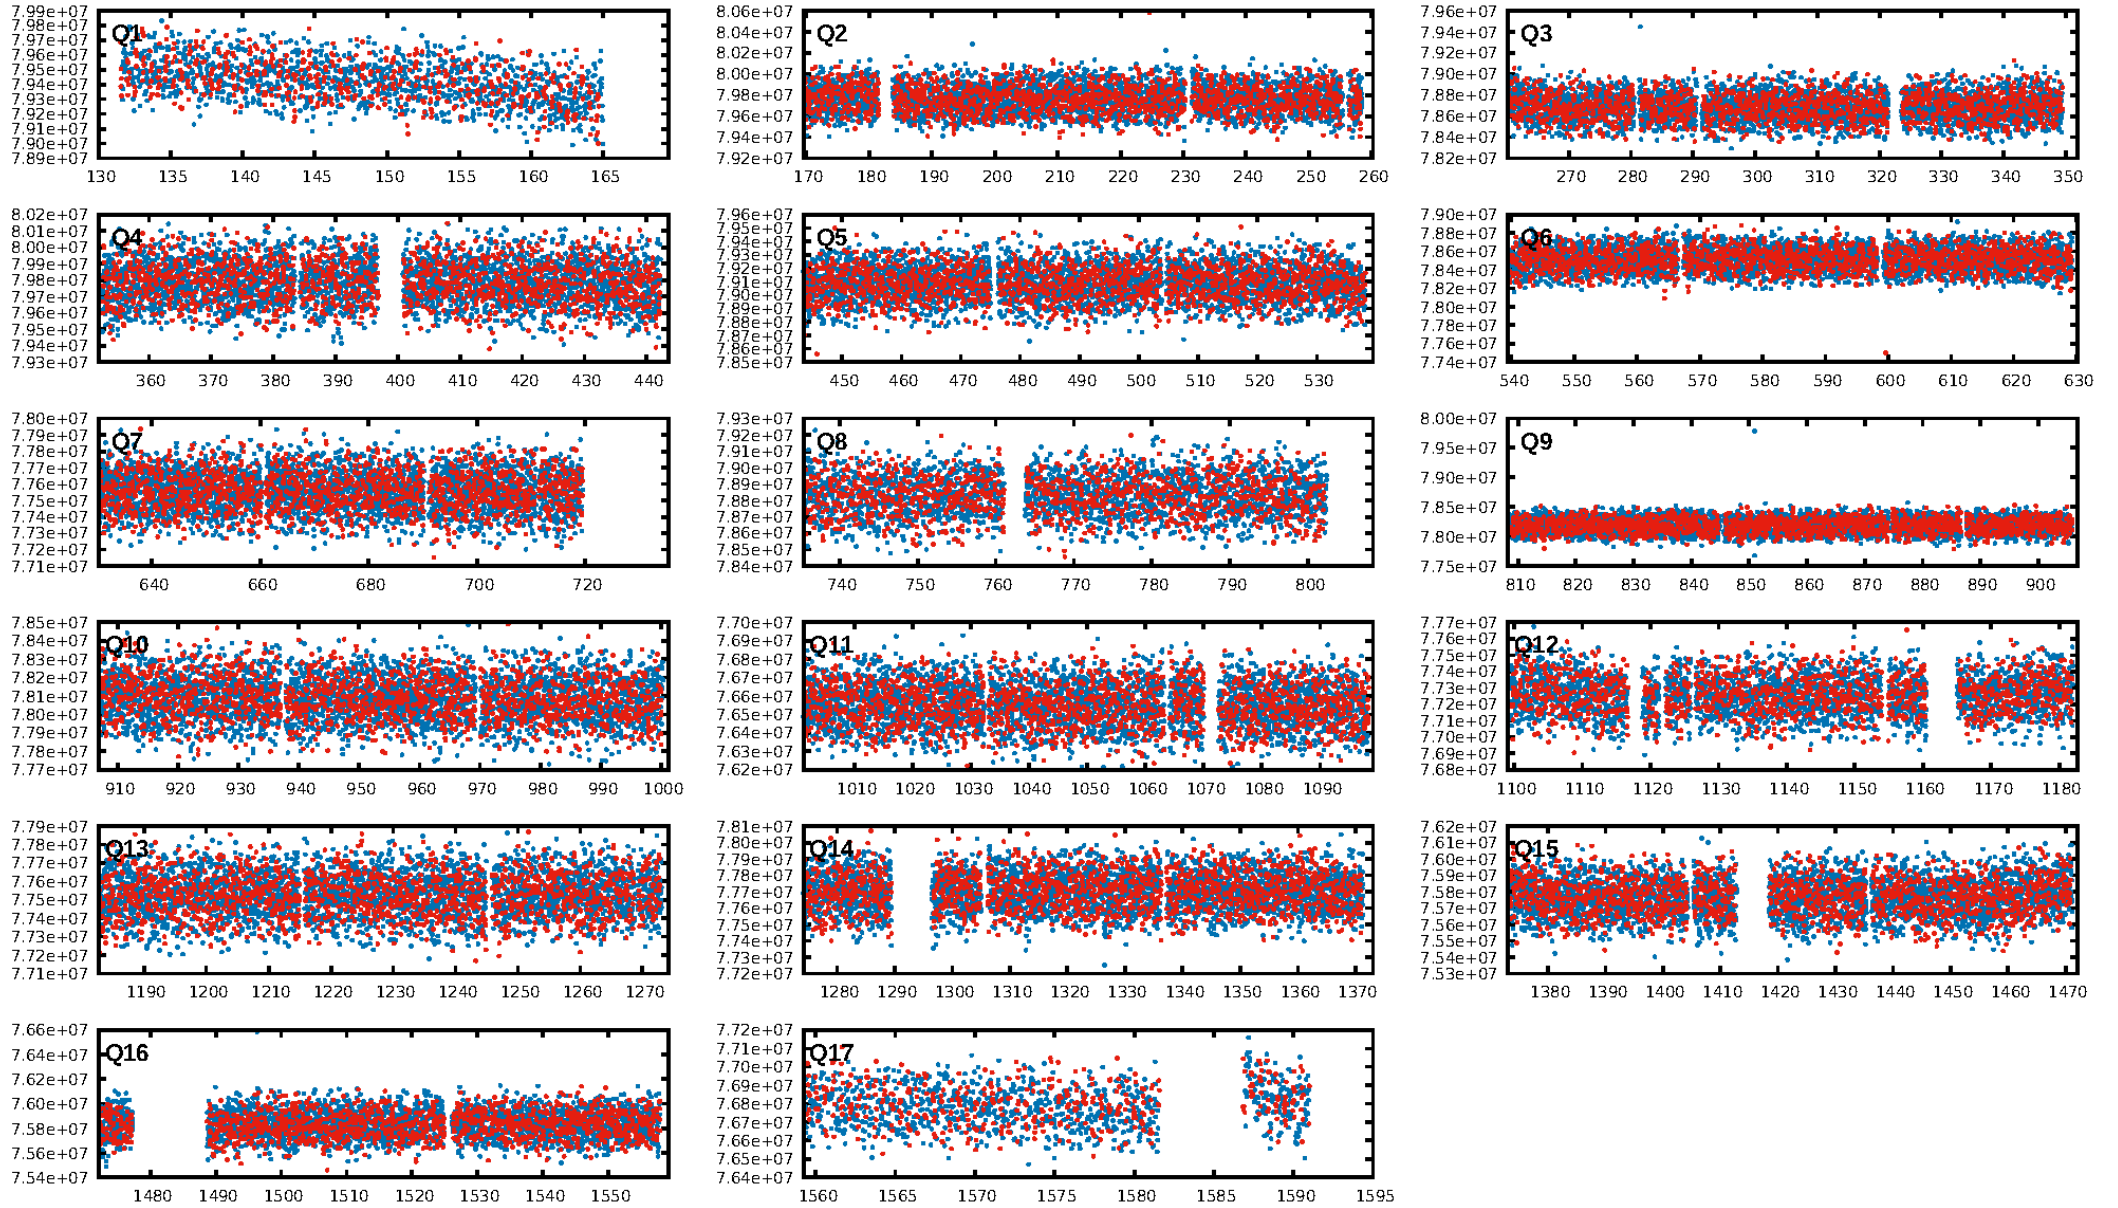 7.99e+07
7.98e+07
7.97e+07
7.96e+07
7.95e+07
7.94e+07
7.93e+07
7.92e+07
7.91e+07
7.90e+07
7.89e+07
Q1
130 135 140 145 150 155 160 165
8.06e+07
8.04e+07
8.02e+07
8.00e+07
7.98e+07
7.96e+07
7.94e+07
7.92e+07
Q2
170 180 190 200 210 220 230 240 250 260
7.96e+07
7.94e+07
7.92e+07
7.90e+07
7.88e+07
7.86e+07
7.84e+07
7.82e+07
Q3
270 280 290 300 310 320 330 340 350
8.02e+07
8.01e+07
8.00e+07
7.99e+07
7.98e+07
7.97e+07
7.96e+07
7.95e+07
7.94e+07
7.93e+07
Q4
360 370 380 390 400 410 420 430 440
7.96e+07
7.95e+07
7.94e+07
7.93e+07
7.92e+07
7.91e+07
7.90e+07
7.89e+07
7.88e+07
7.87e+07
7.86e+07
7.85e+07
Q5
450 460 470 480 490 500 510 520 530
7.90e+07
7.88e+07
7.86e+07
7.84e+07
7.82e+07
7.80e+07
7.78e+07
7.76e+07
7.74e+07
Q6
540 550 560 570 580 590 600 610 620 630
7.80e+07
7.79e+07
7.78e+07
7.77e+07
7.76e+07
7.75e+07
7.74e+07
7.73e+07
7.72e+07
7.71e+07
Q7
640 660 680 700 720
7.93e+07
7.92e+07
7.91e+07
7.90e+07
7.89e+07
7.88e+07
7.87e+07
7.86e+07
7.85e+07
7.84e+07
Q8
740 750 760 770 780 790 800
8.00e+07
7.95e+07
7.90e+07
7.85e+07
7.80e+07
7.75e+07
Q9
810 820 830 840 850 860 870 880 890 900
7.85e+07
7.84e+07
7.83e+07
7.82e+07
7.81e+07
7.80e+07
7.79e+07
7.78e+07
7.77e+07
Q10
910 920 930 940 950 960 970 980 990 1000
7.70e+07
7.69e+07
7.68e+07
7.67e+07
7.66e+07
7.65e+07
7.64e+07
7.63e+07
7.62e+07
Q11
1010 1020 1030 1040 1050 1060 1070 1080 1090
7.77e+07
7.76e+07
7.75e+07
7.74e+07
7.73e+07
7.72e+07
7.71e+07
7.70e+07
7.69e+07
7.68e+07
Q12
1100 1110 1120 1130 1140 1150 1160 1170 1180
7.79e+07
7.78e+07
7.77e+07
7.76e+07
7.75e+07
7.74e+07
7.73e+07
7.72e+07
7.71e+07
Q13
1190 1200 1210 1220 1230 1240 1250 1260 1270
7.81e+07
7.80e+07
7.79e+07
7.78e+07
7.77e+07
7.76e+07
7.75e+07
7.74e+07
7.73e+07
7.72e+07
Q14
1280 1290 1300 1310 1320 1330 1340 1350 1360 1370
7.62e+07
7.61e+07
7.60e+07
7.59e+07
7.58e+07
7.57e+07
7.56e+07
7.55e+07
7.54e+07
7.53e+07
Q15
1380 1390 1400 1410 1420 1430 1440 1450 1460 1470
7.66e+07
7.64e+07
7.62e+07
7.60e+07
7.58e+07
7.56e+07
7.54e+07
Q16
1480 1490 1500 1510 1520 1530 1540 1550
7.72e+07
7.71e+07
7.70e+07
7.69e+07
7.68e+07
7.67e+07
7.66e+07
7.65e+07
7.64e+07
Q17
1560 1565 1570 1575 1580 1585 1590 1595